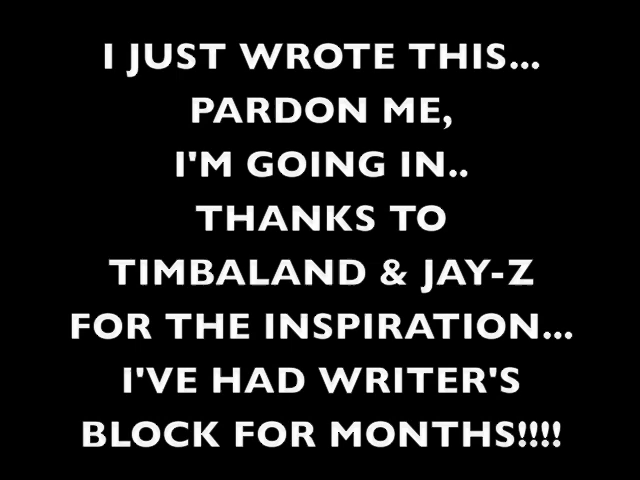 I JUST WROTE THIS...
PARDON ME,
I'M GOING IN..
THANKS TO
TIMBALAND & JAY-Z
FOR THE INSPIRATION...
I'VE HAD WRITER'S
BLOCK FOR MONTHS!!!!